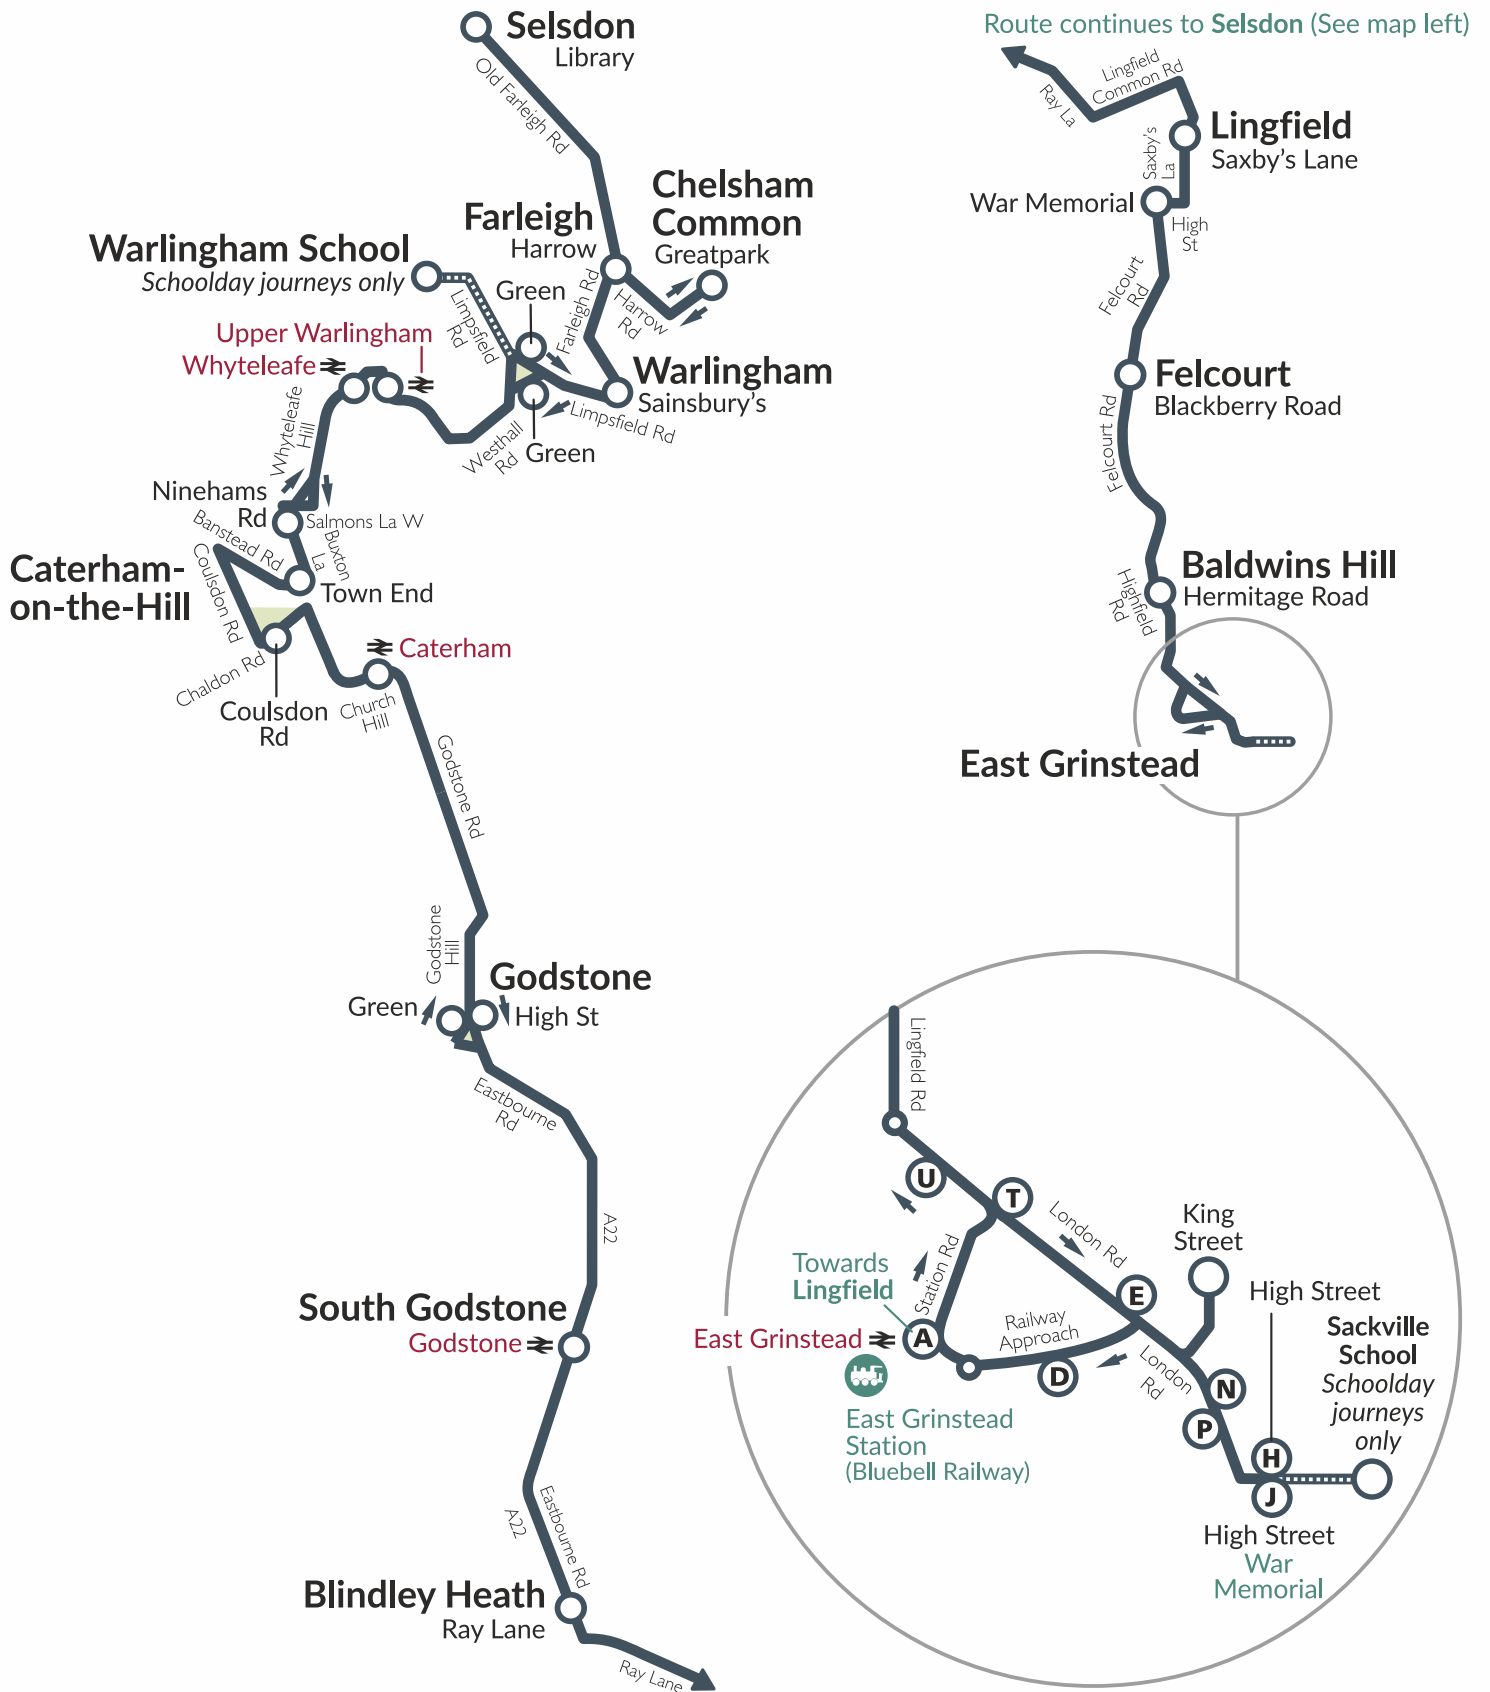 Selsdon
Library
Old Farleigh Rd
Chelsham
Common
Greatpark
Farleigh
Harrow
Warlingham School
Schoolday journeys only
Green
Farleigh Rd
Harrow
Rd
Limpsfield
Rd
Upper Warlingham
Whyteleafe
Warlingham
Sainsbury's
Limpsfield Rd
Westhall
Rd
Green
Whyteleafe
Hill
Ninehams
Rd
Salmons La W
Banstead Rd
Buxton
La
Coulsdon Rd
Caterham-
on-the-Hill
Town End
Caterham
Chaldon Rd
Coulsdon
Rd
Church
Hill
Godstone Rd
Godstone
Hill
Godstone
Green
High St
Eastbourne
Rd
A22
South Godstone
Godstone
A22
Eastbourne Rd
Blindley Heath
Ray Lane
Ray Lane
Route continues to Selsdon (See map left)
Lingfield
Common Rd
Ray La
Lingfield
Saxby's Lane
Saxby's
La
War Memorial
High
St
Felcourt
Rd
Felcourt
Blackberry Road
Felcourt Rd
Baldwins Hill
Hermitage Road
Highfield
Rd
East Grinstead
Lingfield Rd
U
T
London Rd
King
Street
Station Rd
Towards
Lingfield
E
High Street
Railway
Approach
East Grinstead
A
D
London
Rd
Sackville
School
Schoolday
journeys
only
N
P
East Grinstead
Station
(Bluebell Railway)
H
J
High Street
War
Memorial